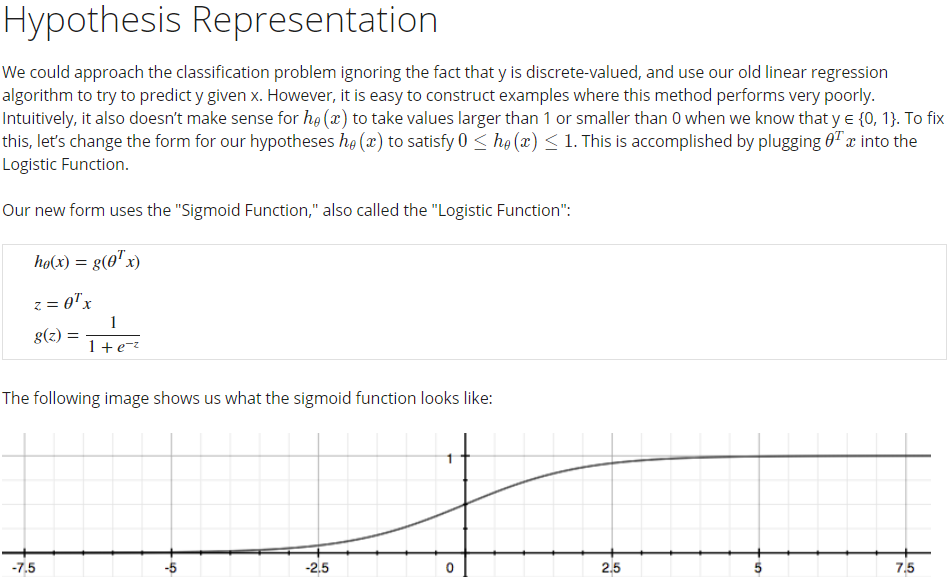 Hypothesis Representation
We could approach the classification problem ignoring the fact that y is discrete-valued, and use our old linear regression
algorithm to try to predict y given x. However, it is easy to construct examples where this method performs very poorly.
Intuitively, it also doesn't make sense for hθ(x) to take values larger than 1 or smaller than 0 when we know that y ∈ {0, 1}. To fix
this, let's change the form for our hypotheses hθ(x) to satisfy 0 ≤ hθ(x) ≤ 1. This is accomplished by plugging θᵀx into the
Logistic Function.
Our new form uses the "Sigmoid Function," also called the "Logistic Function":
hθ(x) = g(θᵀx)
z = θᵀx
g(z) = 1 / (1 + e⁻ᶻ)
The following image shows us what the sigmoid function looks like:
1
-7.5 -5 -2.5 0 2.5 5 7.5